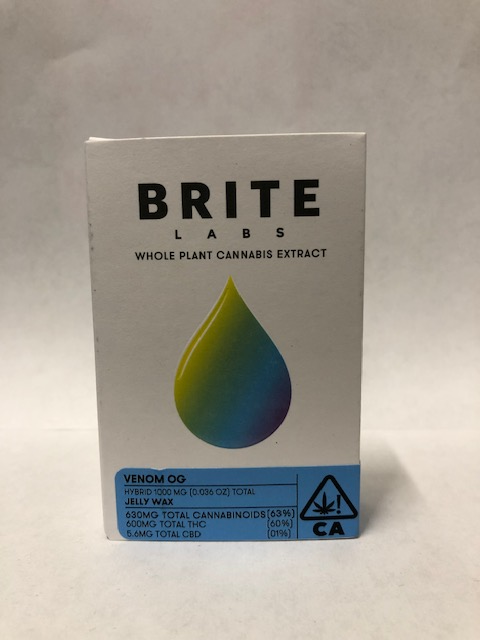 BRITE
LABS
WHOLE PLANT CANNABIS EXTRACT
VENOM OG
HYBRID 1000 MG (0.036 OZ) TOTAL
JELLY WAX
630MG TOTAL CANNABINOIDS (63%)
600MG TOTAL THC (60%)
5.6MG TOTAL CBD (01%)
!
CA